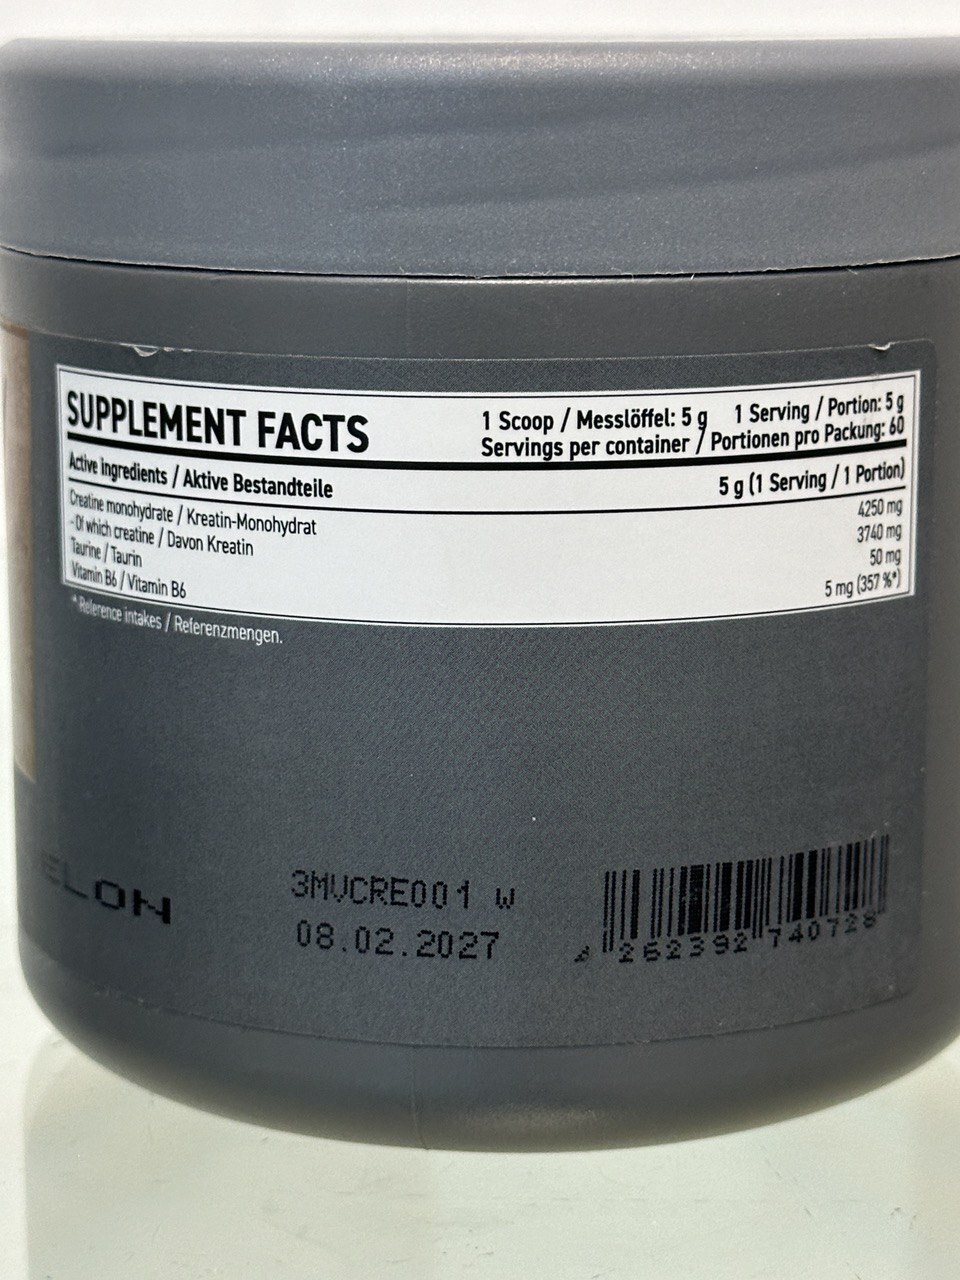 SUPPLEMENT FACTS
1 Scoop / Messlöffel: 5 g 1 Serving / Portion: 5 g
Servings per container / Portionen pro Packung: 60
Active Ingredients / Aktive Bestandteile 5 g (1 Serving / 1 Portion)
Creatine monohydrate / Kreatin-Monohydrat 4250 mg
- Of which creatine / Davon Kreatin 3740 mg
Taurine / Taurin 50 mg
Vitamin B6 / Vitamin B6 5 mg (357 %*)
* Reference intakes / Referenzmengen.
ELON
3MVCRE001 W
08.02.2027
262392 740728